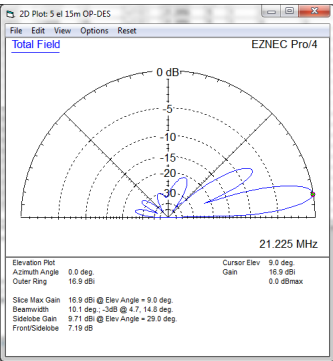 2D Plot: 5 el 15m OP-DES
File Edit View Options Reset
Total Field EZNEC Pro/4
0 dB
-5
-10
-15
-20
-30
21.225 MHz
Elevation Plot Cursor Elev 9.0 deg.
Azimuth Angle 0.0 deg. Gain 16.9 dBi
Outer Ring 16.9 dBi 0.0 dBmax
Slice Max Gain 16.9 dBi @ Elev Angle = 9.0 deg.
Beamwidth 10.1 deg.; -3dB @ 4.7, 14.8 deg.
Sidelobe Gain 9.71 dBi @ Elev Angle = 29.0 deg.
Front/Sidelobe 7.19 dB